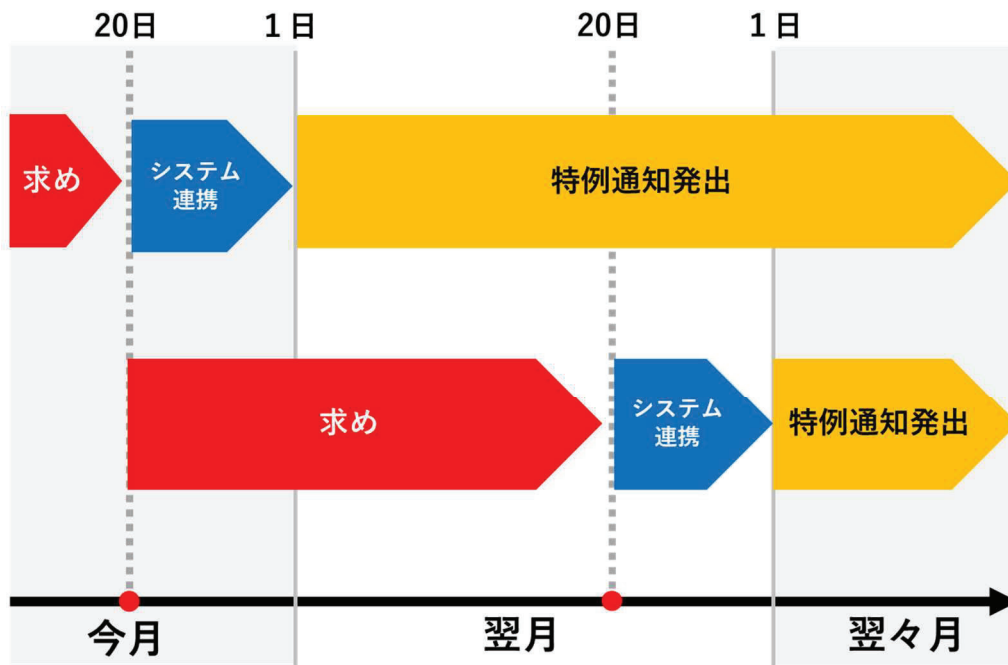 20日
1日
20日
1日
求め
システム
連携
特例通知発出
求め
システム
連携
特例通知発出
今月
翌月
翌々月